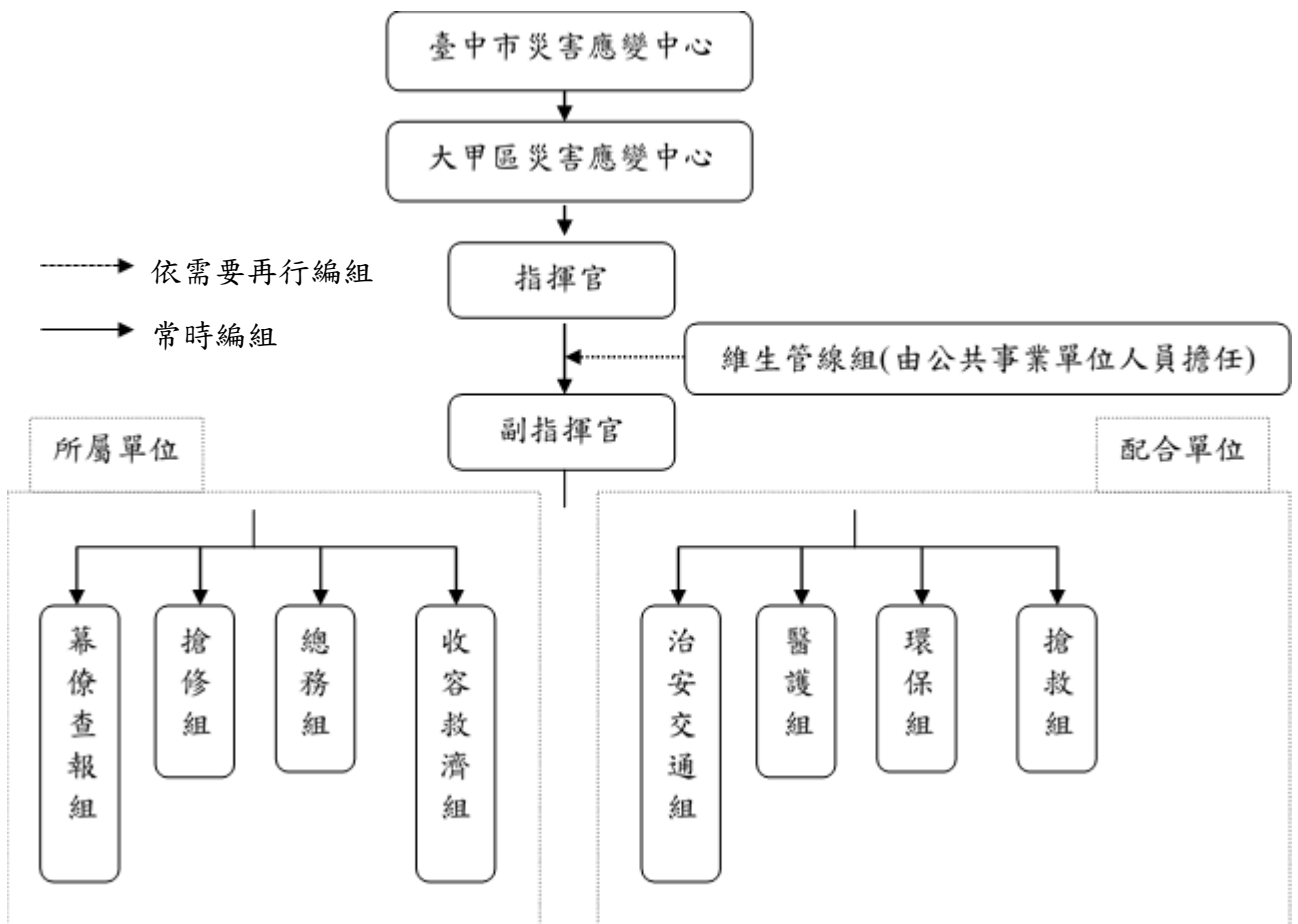 臺中市災害應變中心
大甲區災害應變中心
指揮官
依需要再行編組
常時編組
維生管線組(由公共事業單位人員擔任)
副指揮官
所屬單位
配合單位
幕僚查報組
搶修組
總務組
收容救濟組
治安交通組
醫護組
環保組
搶救組